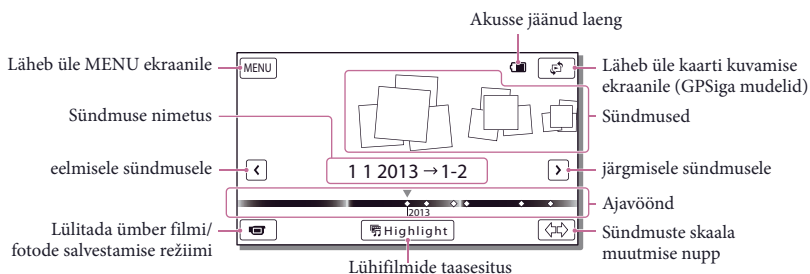 Akusse jäänud laeng
Läheb üle MENU ekraanile
MENU
Läheb üle kaarti kuvamise
ekraanile (GPSiga mudelid)
Sündmuse nimetus
Sündmused
eelmisele sündmusele
1 1 2013 →1-2
järgmisele sündmusele
2013
Ajavöönd
Lülitada ümber filmi/
fotode salvestamise režiimi
Highlight
Sündmuste skaala
muutmise nupp
Lühifilmide taasesitus